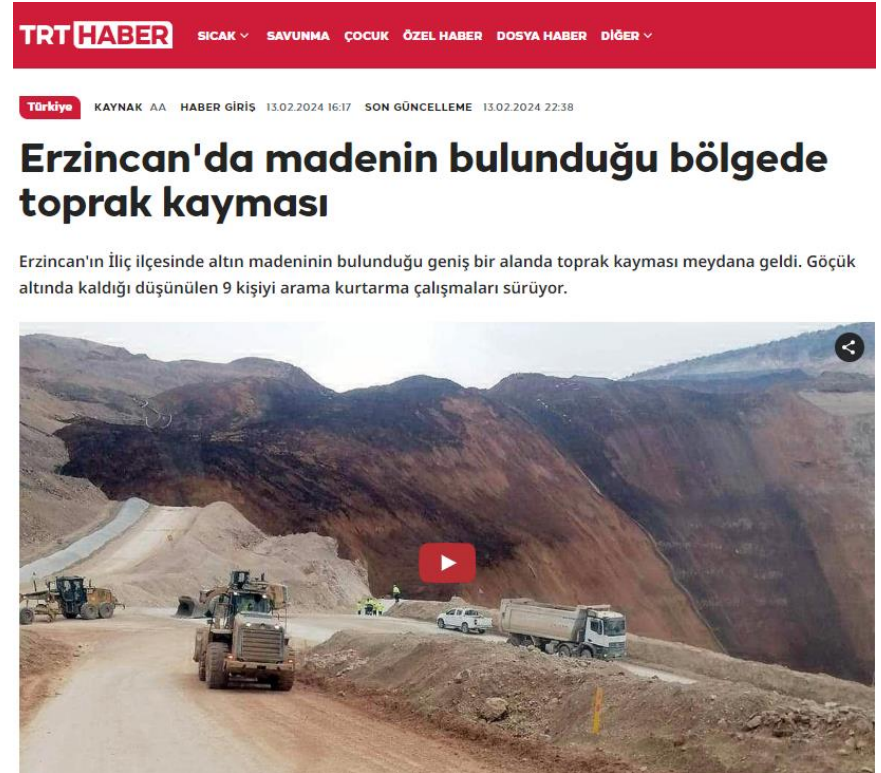 TRT HABER SICAK SAVUNMA ÇOCUK ÖZEL HABER DOSYA HABER DİĞER
Türkiye KAYNAK AA HABER GİRİŞ 13.02.2024 16:17 SON GÜNCELLEME 13.02.2024 22:38
Erzincan'da madenin bulunduğu bölgede
toprak kayması
Erzincan'ın İliç ilçesinde altın madeninin bulunduğu geniş bir alanda toprak kayması meydana geldi. Göçük
altında kaldığı düşünülen 9 kişiyi arama kurtarma çalışmaları sürüyor.